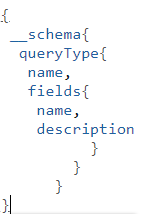 {
  __schema{
   queryType{
    name,
    fields{
     name,
     description
            }
          }
       }
}